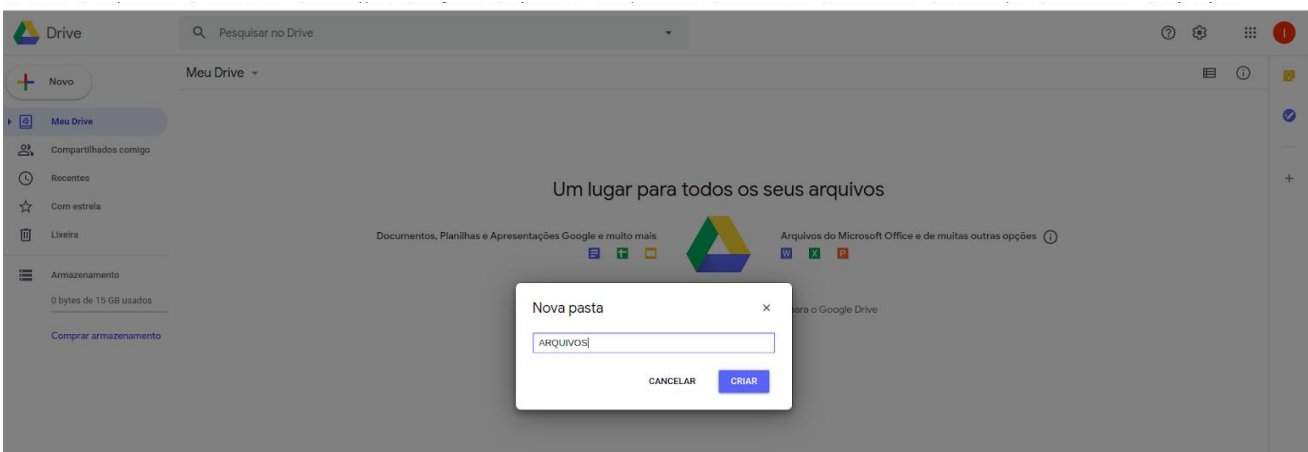 Drive
Pesquisar no Drive
I
Novo
Meu Drive
Meu Drive
Compartilhados comigo
Recentes
Com estrela
Lixeira
Armazenamento
0 bytes de 15 GB usados
Comprar armazenamento
Um lugar para todos os seus arquivos
Documentos, Planilhas e Apresentações Google e muito mais
Arquivos do Microsoft Office e de muitas outras opções
W X P
para o Google Drive
Nova pasta
ARQUIVOS
CANCELAR CRIAR